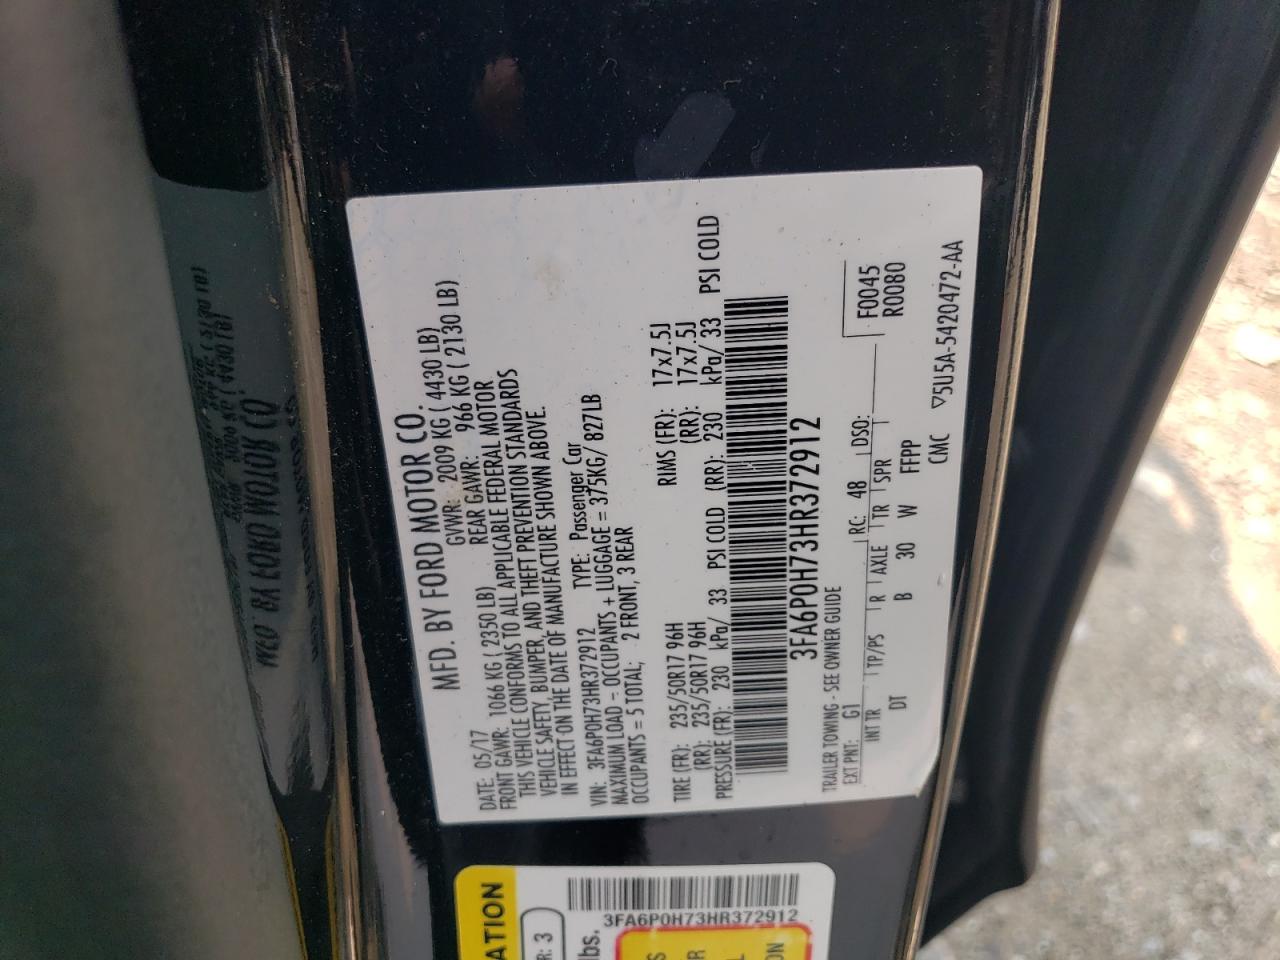 MFD. BY FORD MOTOR CO.
DATE: 05/17 GVWR: 2009 KG ( 4430 LB)
FRONT GAWR: 1066 KG ( 2350 LB) REAR GAWR: 966 KG ( 2130 LB)
THIS VEHICLE CONFORMS TO ALL APPLICABLE FEDERAL MOTOR
VEHICLE SAFETY, BUMPER, AND THEFT PREVENTION STANDARDS
IN EFFECT ON THE DATE OF MANUFACTURE SHOWN ABOVE.
VIN: 3FA6P0H73HR372912 TYPE: Passenger Car
MAXIMUM LOAD = OCCUPANTS + LUGGAGE = 375KG/ 827LB
OCCUPANTS = 5 TOTAL; 2 FRONT, 3 REAR
TIRE (FR): 235/50R17 96H RIMS (FR): 17x7.5J
(RR): 235/50R17 96H (RR): 17x7.5J
PRESSURE (FR): 230 kPa/ 33 PSI COLD (RR): 230 kPa/ 33 PSI COLD
3FA6P0H73HR372912
TRAILER TOWING - SEE OWNER GUIDE
EXT PNT: G1 RC: 48 DSO: F0045
R0080
INT TR TP/PS R AXLE TR SPR
DT B 30 W FFPP
CMC ▽5U5A-5420472-AA
ATION
R: 3
3FA6P0H73HR372912
lbs.